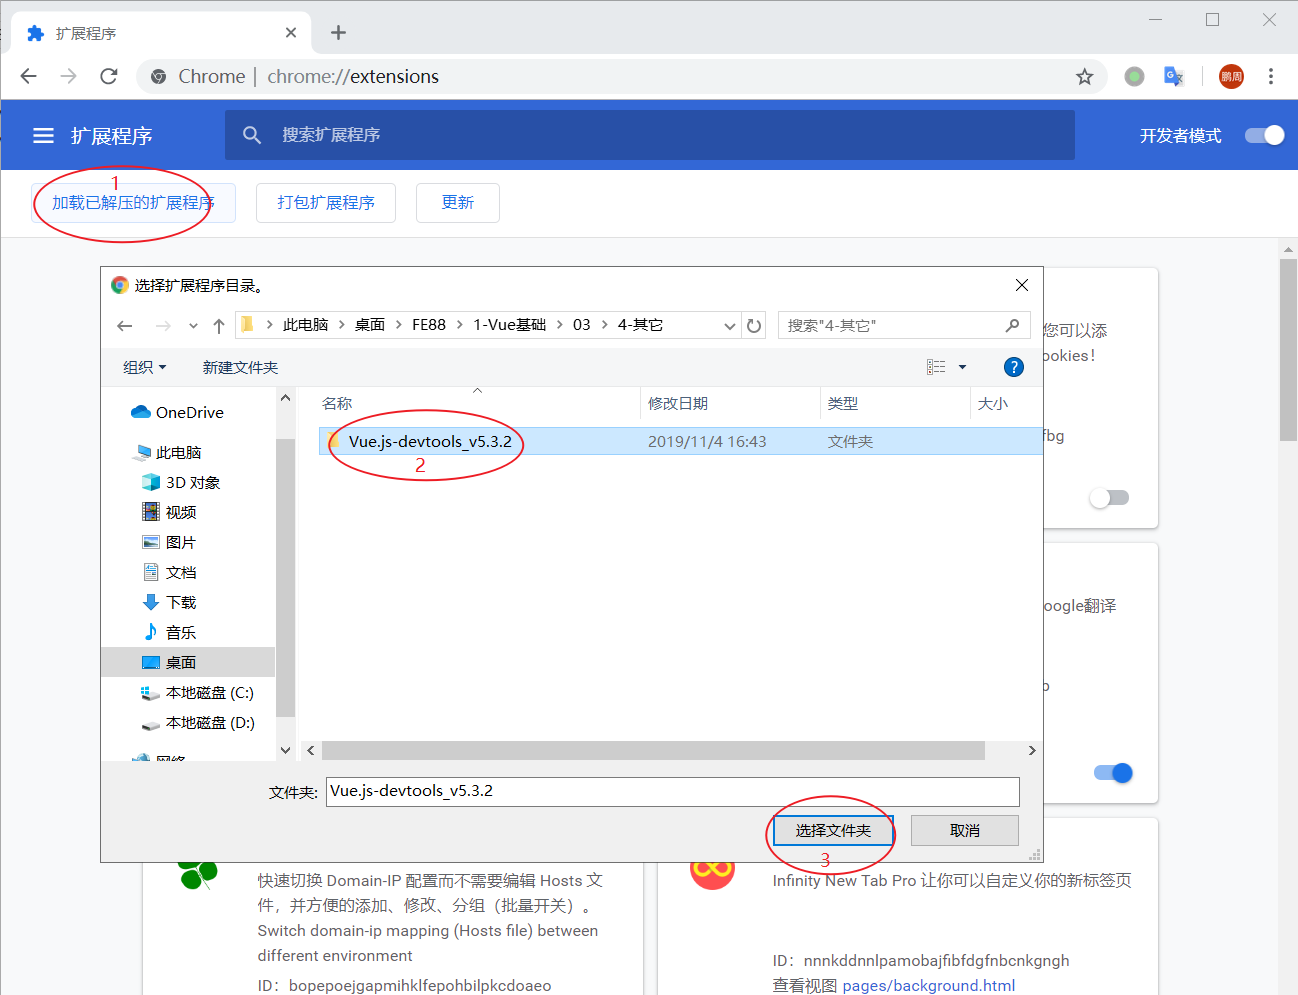 扩展程序
Chrome | chrome://extensions
鹏周
扩展程序
搜索扩展程序
开发者模式
1
加载已解压的扩展程序
打包扩展程序
更新
选择扩展程序目录。
此电脑 > 桌面 > FE88 > 1-Vue基础 > 03 > 4-其它
搜索"4-其它"
组织
新建文件夹
?
名称
修改日期
类型
大小
OneDrive
此电脑
3D 对象
视频
图片
文档
下载
音乐
桌面
本地磁盘 (C:)
本地磁盘 (D:)
网络
Vue.js-devtools_v5.3.2
2019/11/4 16:43
文件夹
2
您可以添
ookies！
fbg
oogle翻译
文件夹:
Vue.js-devtools_v5.3.2
选择文件夹
取消
3
快速切换 Domain-IP 配置而不需要编辑 Hosts 文
件，并方便的添加、修改、分组（批量开关）。
Switch domain-ip mapping (Hosts file) between
different environment
ID：bopepoejgapmihklfepohbilpkcdoaeo
Infinity New Tab Pro 让你可以自定义你的新标签页
ID：nnnkddnnlpamobajfibfdgfnbcnkgngh
查看视图 pages/background.html